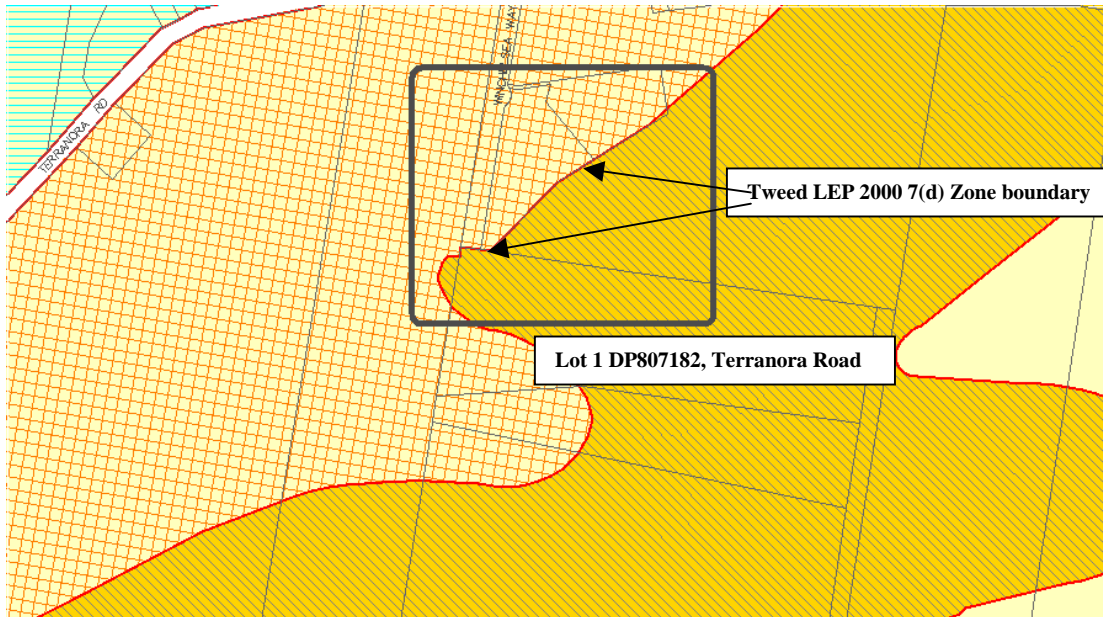 WINCHELSEA WAY
TERRANORA RD
Tweed LEP 2000 7(d) Zone boundary
Lot 1 DP807182, Terranora Road